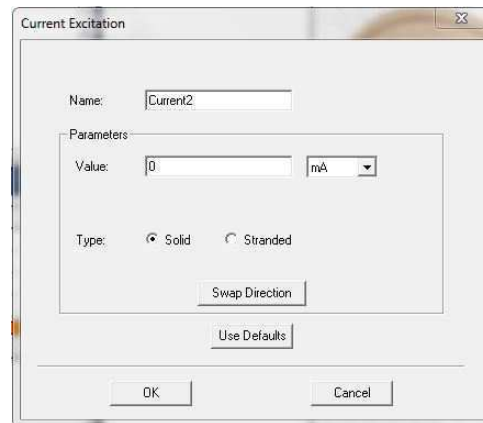 Current Excitation
Name: Current2
Parameters
Value: 0 mA
Type: Solid Stranded
Swap Direction
Use Defaults
OK Cancel